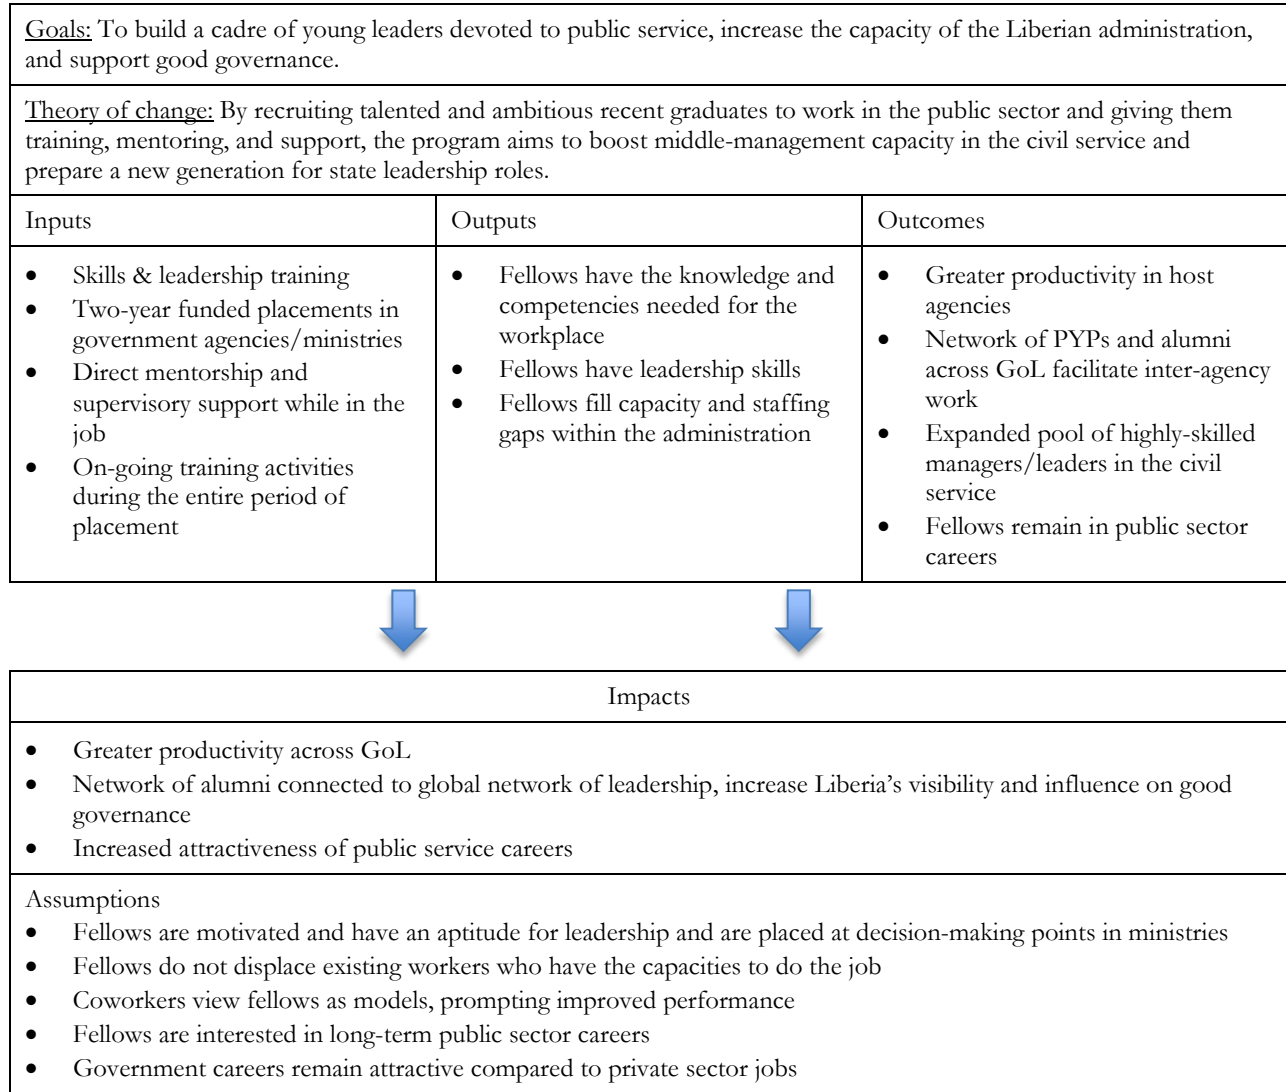 Goals: To build a cadre of young leaders devoted to public service, increase the capacity of the Liberian administration,
and support good governance.
Theory of change: By recruiting talented and ambitious recent graduates to work in the public sector and giving them
training, mentoring, and support, the program aims to boost middle-management capacity in the civil service and
prepare a new generation for state leadership roles.
Inputs
• Skills & leadership training
• Two-year funded placements in
government agencies/ministries
• Direct mentorship and
supervisory support while in the
job
• On-going training activities
during the entire period of
placement
Outputs
• Fellows have the knowledge and
competencies needed for the
workplace
• Fellows have leadership skills
• Fellows fill capacity and staffing
gaps within the administration
Outcomes
• Greater productivity in host
agencies
• Network of PYPs and alumni
across GoL facilitate inter-agency
work
• Expanded pool of highly-skilled
managers/leaders in the civil
service
• Fellows remain in public sector
careers
Impacts
• Greater productivity across GoL
• Network of alumni connected to global network of leadership, increase Liberia's visibility and influence on good
governance
• Increased attractiveness of public service careers
Assumptions
• Fellows are motivated and have an aptitude for leadership and are placed at decision-making points in ministries
• Fellows do not displace existing workers who have the capacities to do the job
• Coworkers view fellows as models, prompting improved performance
• Fellows are interested in long-term public sector careers
• Government careers remain attractive compared to private sector jobs